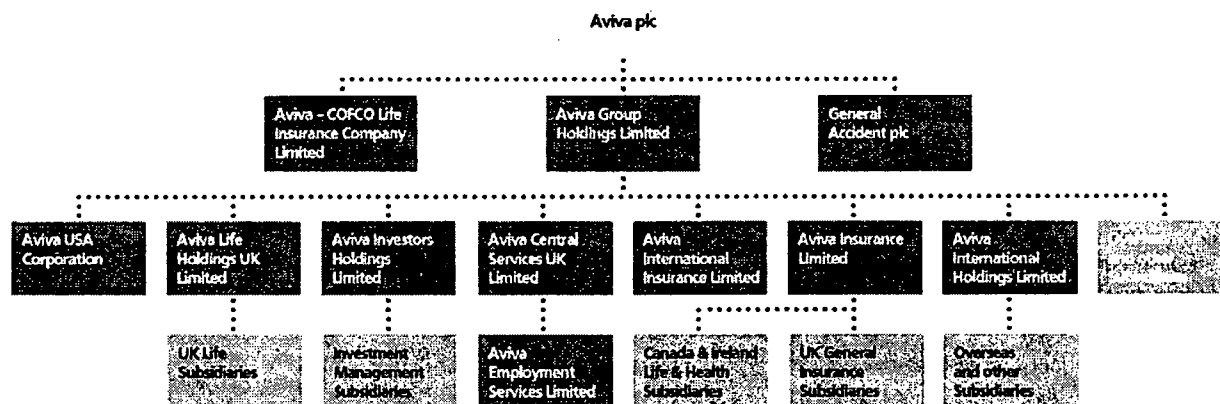 Aviva plc
Aviva – COFCO Life
Insurance Company
Limited
Aviva Group
Holdings Limited
General
Accident plc
Aviva USA
Corporation
Aviva Life
Holdings UK
Limited
Aviva Investors
Holdings
Limited
Aviva Central
Services UK
Limited
Aviva
International
Insurance Limited
Aviva Insurance
Limited
Aviva
International
Holdings Limited
UK Life
Subsidiaries
Investment
Management
Subsidiaries
Aviva
Employment
Services Limited
Canada & Ireland
Life & Health
Subsidiaries
UK General
Insurance
Subsidiaries
Overseas
and other
Subsidiaries